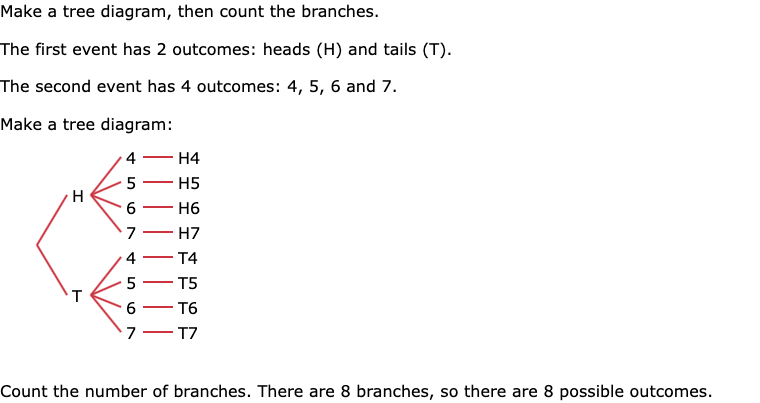 Make a tree diagram, then count the branches.
The first event has 2 outcomes: heads (H) and tails (T).
The second event has 4 outcomes: 4, 5, 6 and 7.
Make a tree diagram:
4 H4
5 H5
H
6 H6
7 H7
4 T4
5 T5
T
6 T6
7 T7
Count the number of branches. There are 8 branches, so there are 8 possible outcomes.